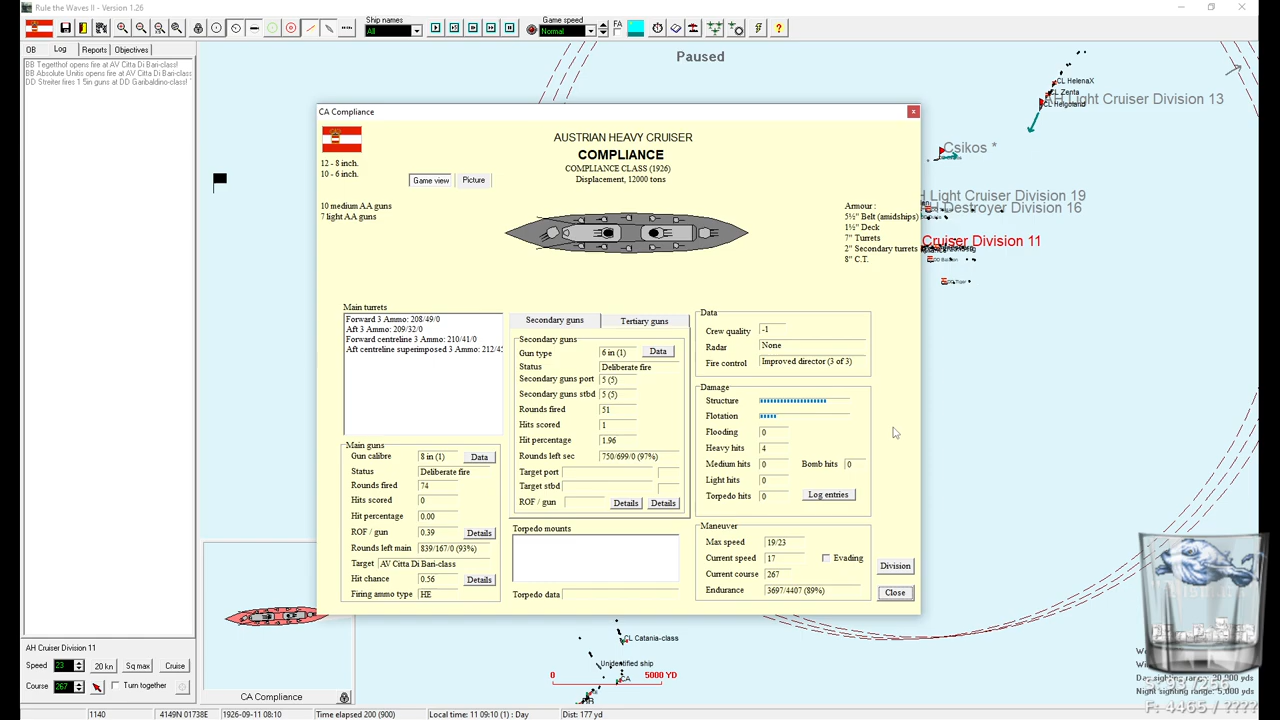 Rule the Waves II - Version 1.26
Ship names
All
Game speed
Normal
FA
OB Log Reports Objectives
BB Tegetthof opens fire at AV Citta Di Bari-class!
BB Absolute Unitis opens fire at AV Citta Di Bari-class
DD Streiter fires 1 5in guns at DD Garibaldino-class!
Paused
CL HelenaX
CL Zenta
CL Helgoland
AH Light Cruiser Division 13
Csikos *
H Light Cruiser Division 19
H Destroyer Division 16
Cruiser Division 11
CA Compliance
AUSTRIAN HEAVY CRUISER
COMPLIANCE
COMPLIANCE CLASS (1926)
Displacement, 12000 tons
12 - 8 inch.
10 - 6 inch.
Game view Picture
10 medium AA guns
7 light AA guns
Armour :
5½" Belt (amidships)
1½" Deck
7" Turrets
2" Secondary turrets
8" C.T.
Main turrets
Forward 3 Ammo: 208/49/0
Aft 3 Ammo: 209/32/0
Forward centreline 3 Ammo: 210/41/0
Aft centreline superimposed 3 Ammo: 212/45
Main guns
Gun calibre 8 in (1) Data
Status Deliberate fire
Rounds fired 74
Hits scored 0
Hit percentage 0.00
ROF / gun 0.39 Details
Rounds left main 839/167/0 (93%)
Target AV Citta Di Bari-class
Hit chance 0.56 Details
Firing ammo type HE
Secondary guns Tertiary guns
Secondary guns
Gun type 6 in (1) Data
Status Deliberate fire
Secondary guns port 5 (5)
Secondary guns stbd 5 (5)
Rounds fired 51
Hits scored 1
Hit percentage 1.96
Rounds left sec 750/699/0 (97%)
Target port
Target stbd
ROF / gun Details Details
Torpedo mounts
Torpedo data
Data
Crew quality -1
Radar None
Fire control Improved director (3 of 3)
Damage
Structure
Flotation
Flooding 0
Heavy hits 4
Medium hits 0 Bomb hits 0
Light hits 0
Torpedo hits 0 Log entries
Maneuver
Max speed 19/23
Current speed 17 Evading
Current course 267
Endurance 3697/4407 (89%)
Division
Close
CL Catania-class
Unidentified ship
CA
BB
0 5000 YD
AH Cruiser Division 11
Speed 23 20 kn Sq max Cruise
Course 267 Turn together
CA Compliance
Day sighting range: 20,000 yds
Night sighting range: 5,000 yds
F: 4465 / ????
1140 4149N 01738E 1926-09-11 08:10 Time elapsed 200 (900) Local time: 11 09:10 () : Day Dist: 177 yd